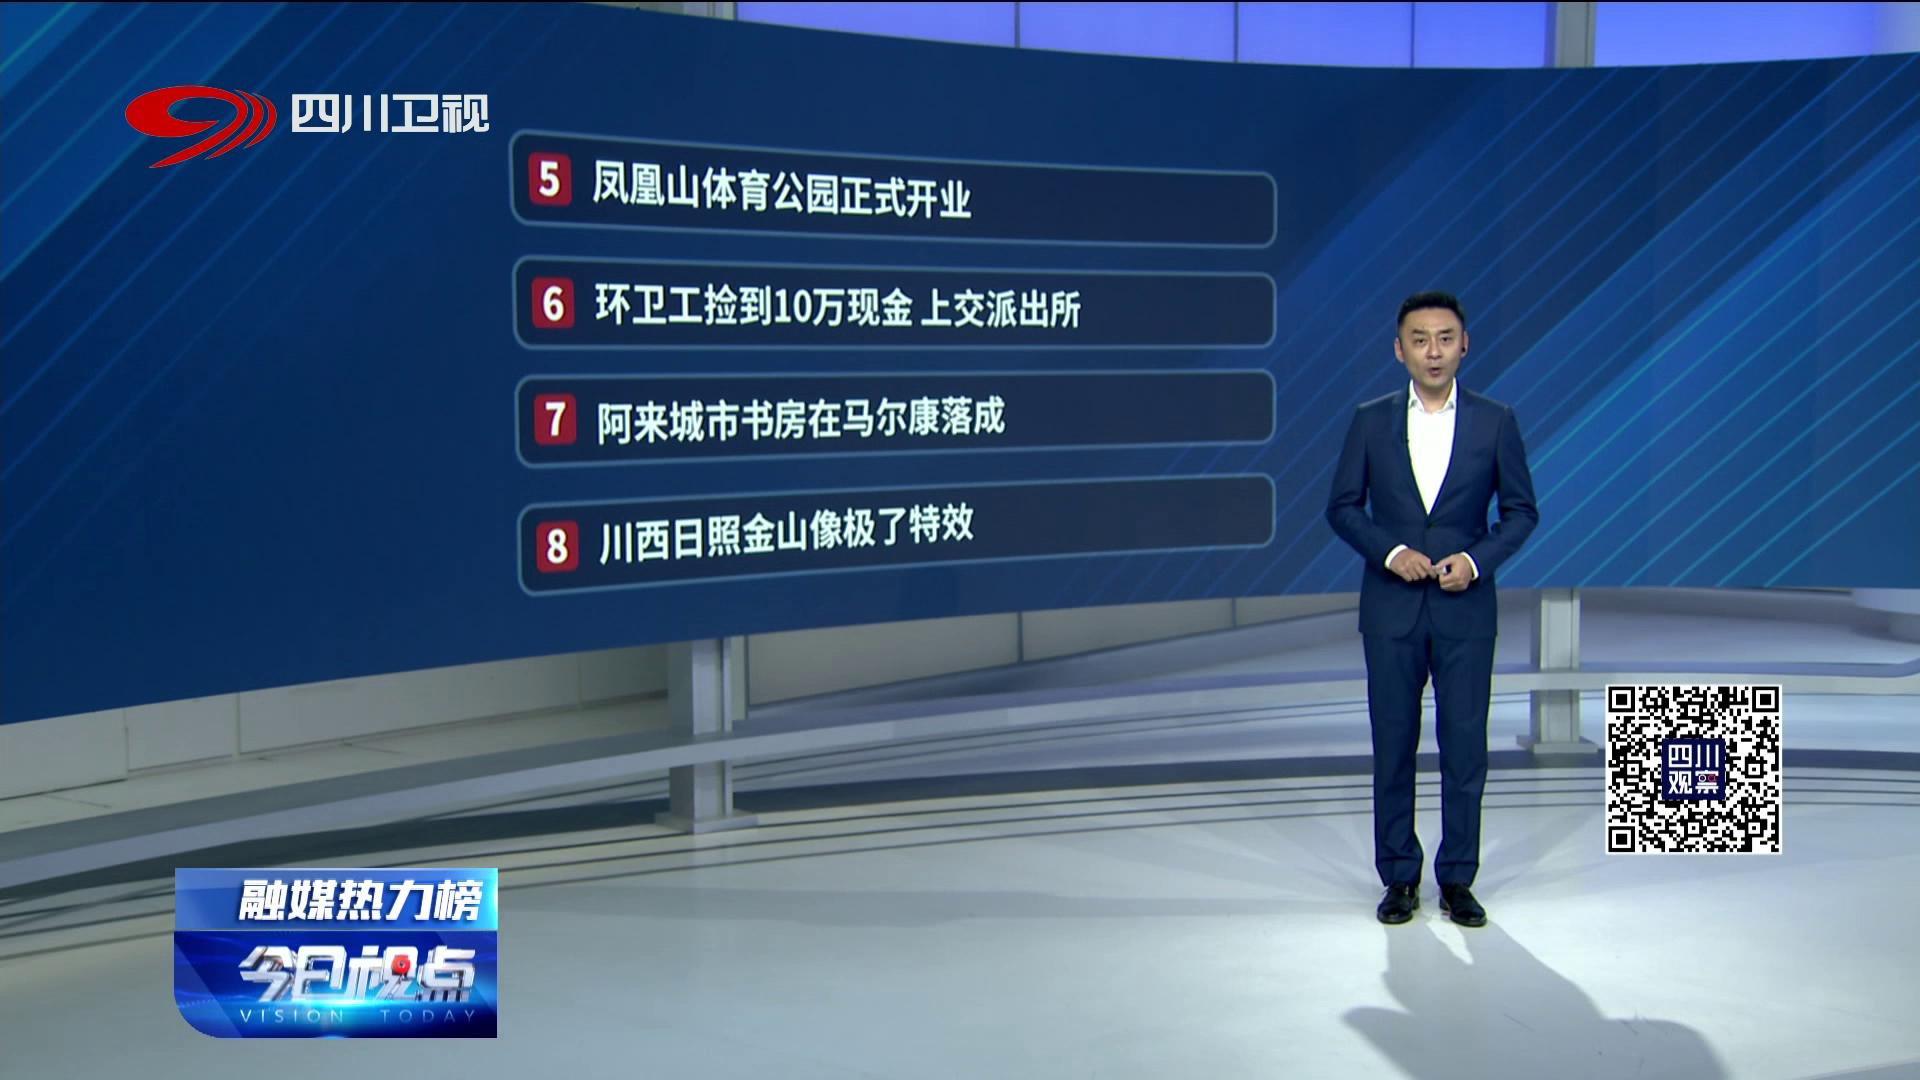 四川卫视
5 凤凰山体育公园正式开业
6 环卫工捡到10万现金 上交派出所
7 阿来城市书房在马尔康落成
8 川西日照金山像极了特效
四川
观察
融媒热力榜
今日视点
VISION TODAY